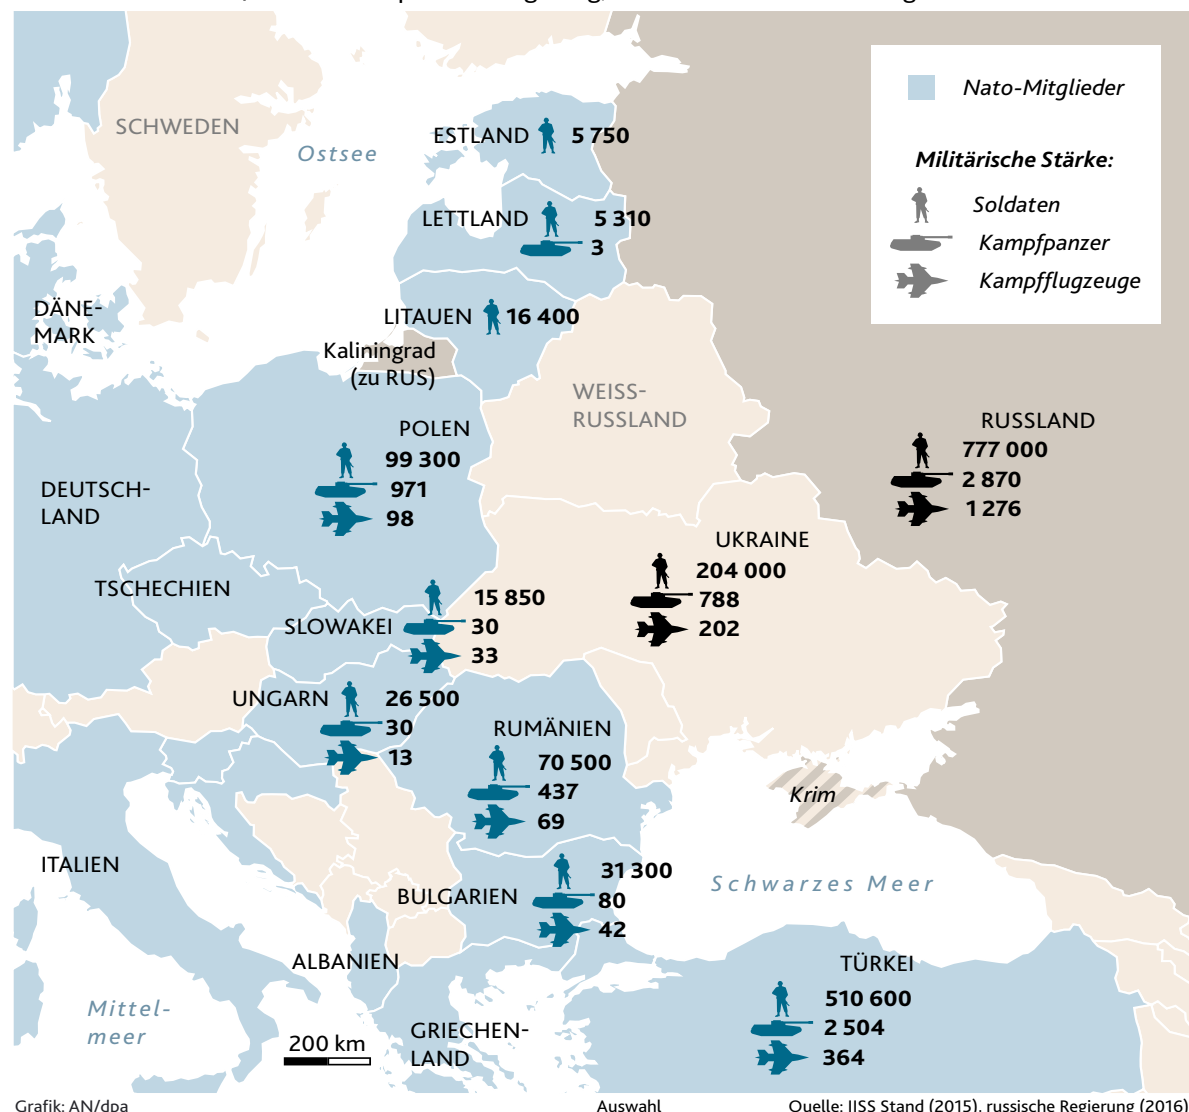 Nato-Mitglieder
Militärische Stärke:
Soldaten
Kampfpanzer
Kampfflugzeuge
SCHWEDEN
Ostsee
ESTLAND 5 750
LETTLAND 5 310
3
DÄNE-
MARK
LITAUEN 16 400
Kaliningrad
(zu RUS)
WEISS-
RUSSLAND
POLEN
99 300
971
98
RUSSLAND
777 000
2 870
1 276
DEUTSCH-
LAND
UKRAINE
204 000
788
202
TSCHECHIEN
SLOWAKEI
15 850
30
33
UNGARN 26 500
30
13
RUMÄNIEN
70 500
437
69
Krim
ITALIEN
BULGARIEN
31 300
80
42
Schwarzes Meer
ALBANIEN
TÜRKEI
510 600
2 504
364
Mittel-
meer
200 km
GRIECHEN-
LAND
Grafik: AN/dpa
Auswahl
Quelle: IISS Stand (2015), russische Regierung (2016)